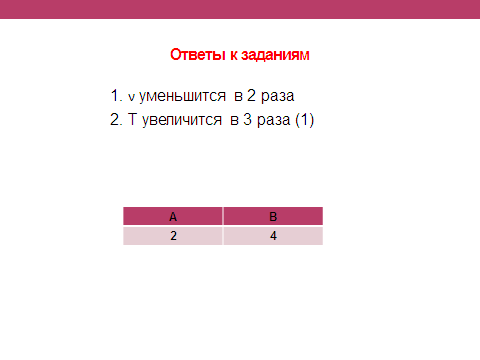 Ответы к заданиям
1. ν уменьшится в 2 раза
2. Т увеличится в 3 раза (1)
А В
2 4